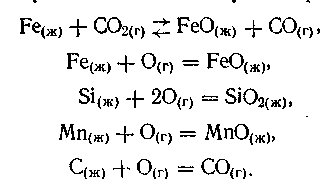 Fe(ж) + CO2(г) ⇄ FeO(ж) + CO(г),
Fe(ж) + O(г) = FeO(ж),
Si(ж) + 2O(г) = SiO2(ж),
Mn(ж) + O(г) = MnO(ж),
C(ж) + O(г) = CO(г).